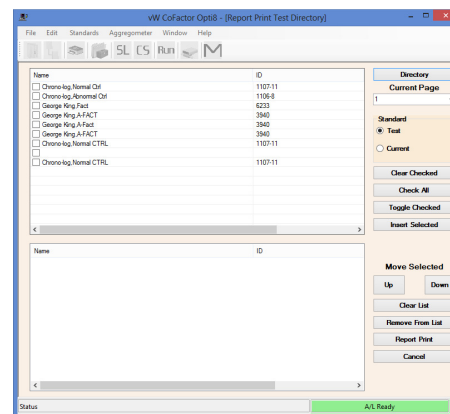 vW CoFactor Opti8 - [Report Print Test Directory]
File Edit Standards Aggregometer Window Help
SL CS Run M
Name ID
Chrono-log,Normal Ctrl 1107-11
Chrono-log,Abnormal Ctrl 1106-8
George King,Fact 6233
George King,A-FACT 3940
George King,A-Fact 3940
George King,A-FACT 3940
Chrono-log,Normal CTRL 1107-11
Chrono-log,Normal CTRL 1107-11
Directory
Current Page
1
Standard
Test
Current
Clear Checked
Check All
Toggle Checked
Insert Selected
Name ID
Move Selected
Up Down
Clear List
Remove From List
Report Print
Cancel
Status A/L Ready